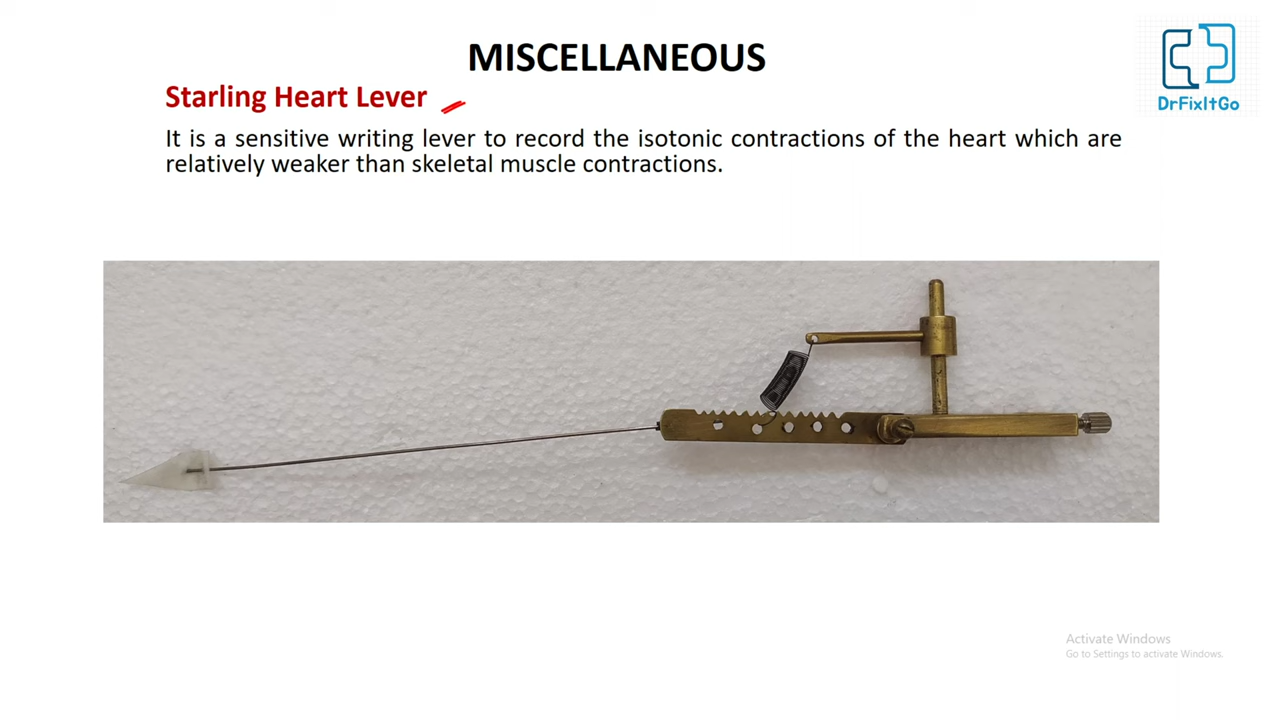 MISCELLANEOUS
DrFixItGo
Starling Heart Lever
It is a sensitive writing lever to record the isotonic contractions of the heart which are
relatively weaker than skeletal muscle contractions.
Activate Windows
Go to Settings to activate Windows.